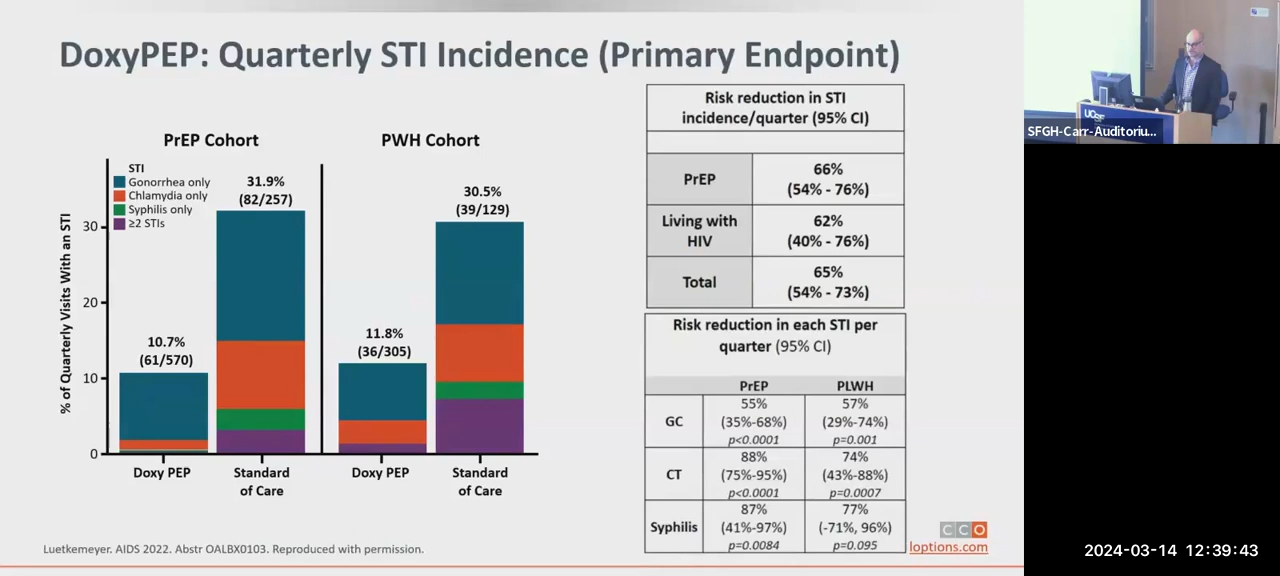 DoxyPEP: Quarterly STI Incidence (Primary Endpoint)
PrEP Cohort
PWH Cohort
STI
Gonorrhea only
Chlamydia only
Syphilis only
≥2 STIs
% of Quarterly Visits With an STI
30
20
10
0
10.7%
(61/570)
31.9%
(82/257)
11.8%
(36/305)
30.5%
(39/129)
Doxy PEP
Standard
of Care
Doxy PEP
Standard
of Care
Risk reduction in STI
incidence/quarter (95% CI)
PrEP
66%
(54% - 76%)
Living with
HIV
62%
(40% - 76%)
Total
65%
(54% - 73%)
Risk reduction in each STI per
quarter (95% CI)
PrEP PLWH
GC
55%
(35%-68%)
p<0.0001
57%
(29%-74%)
p=0.001
CT
88%
(75%-95%)
p<0.0001
74%
(43%-88%)
p=0.0007
Syphilis
87%
(41%-97%)
p=0.0084
77%
(-71%, 96%)
p=0.095
Luetkemeyer. AIDS 2022. Abstr OALBX0103. Reproduced with permission.
CCO
loptions.com
UCSF
SFGH-Carr-Auditoriu...
2024-03-14 12:39:43